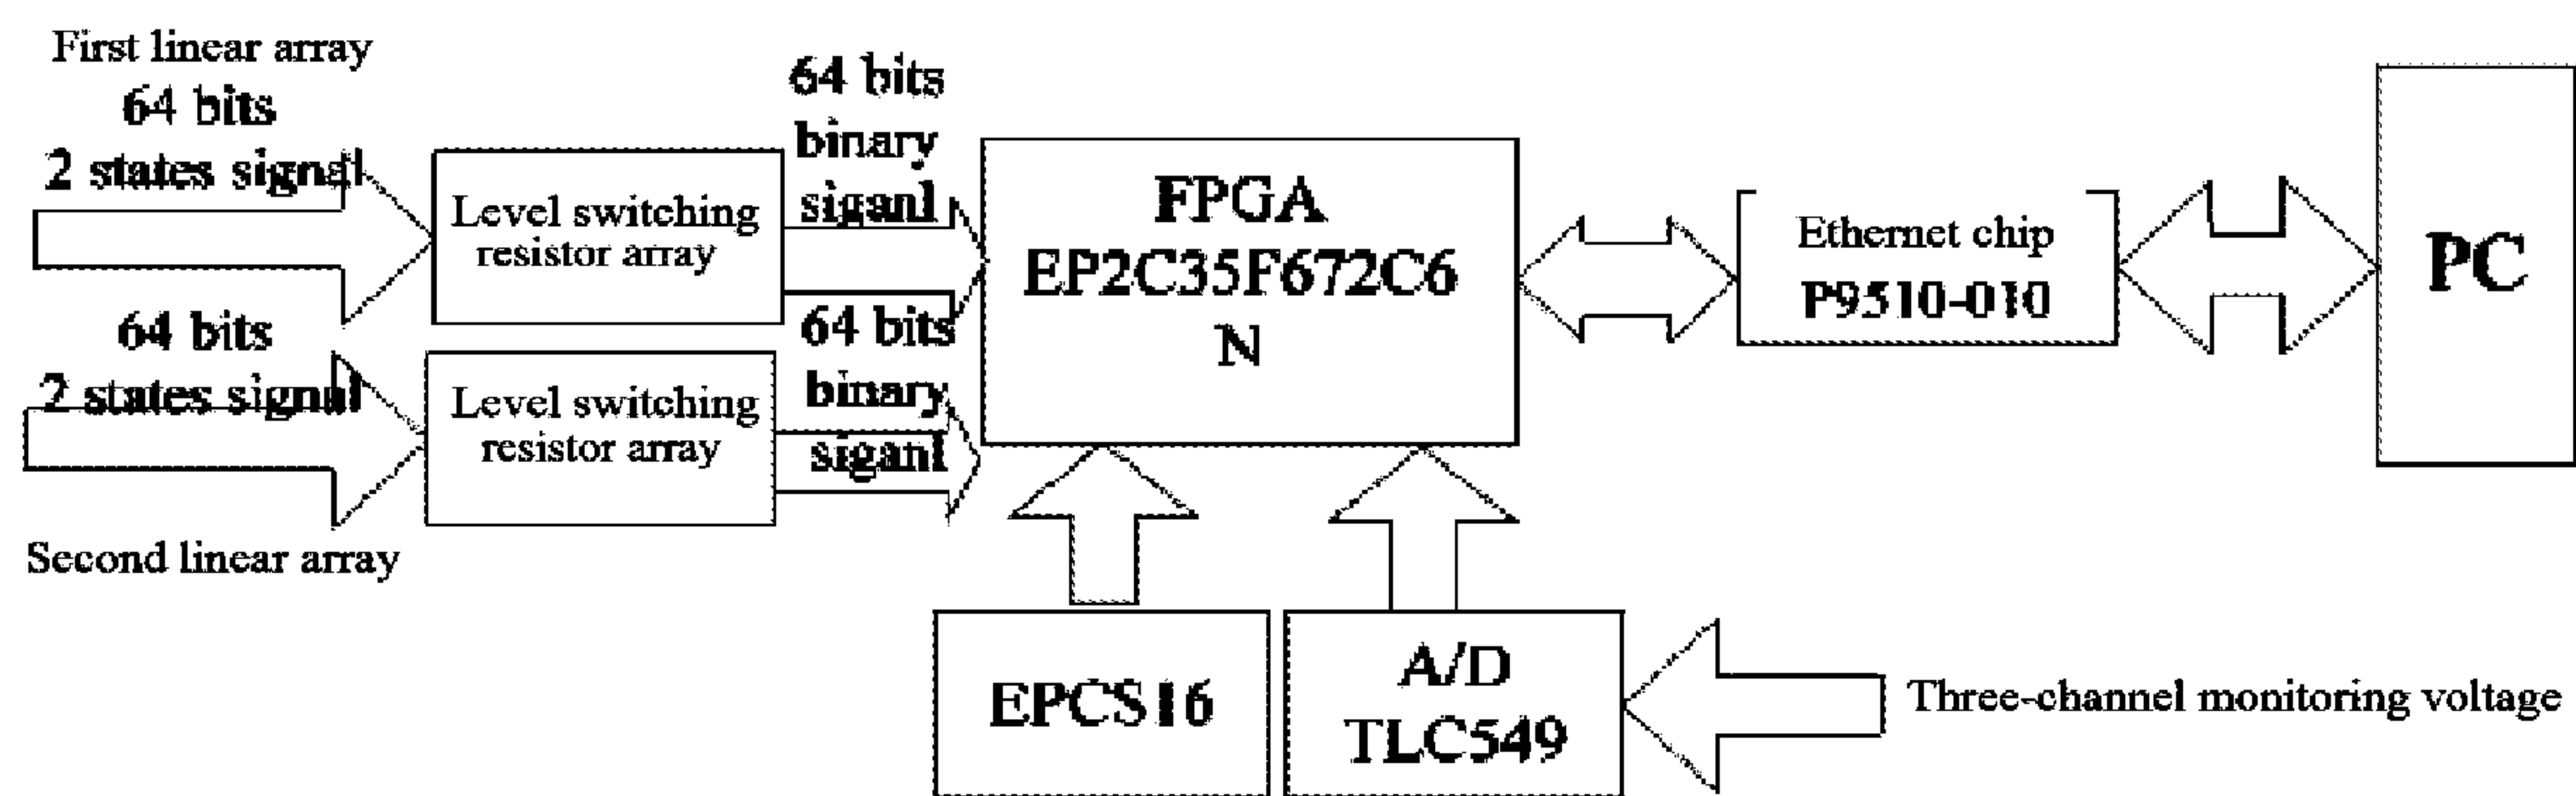 First linear array
64 bits
2 states signal
Level switching
resistor array
64 bits
binary
siganl
64 bits
2 states signal
Second linear array
Level switching
resistor array
64 bits
binary
siganl
FPGA
EP2C35F672C6
N
Ethernet chip
P9510-010
PC
EPCS16
A/D
TLC549
Three-channel monitoring voltage